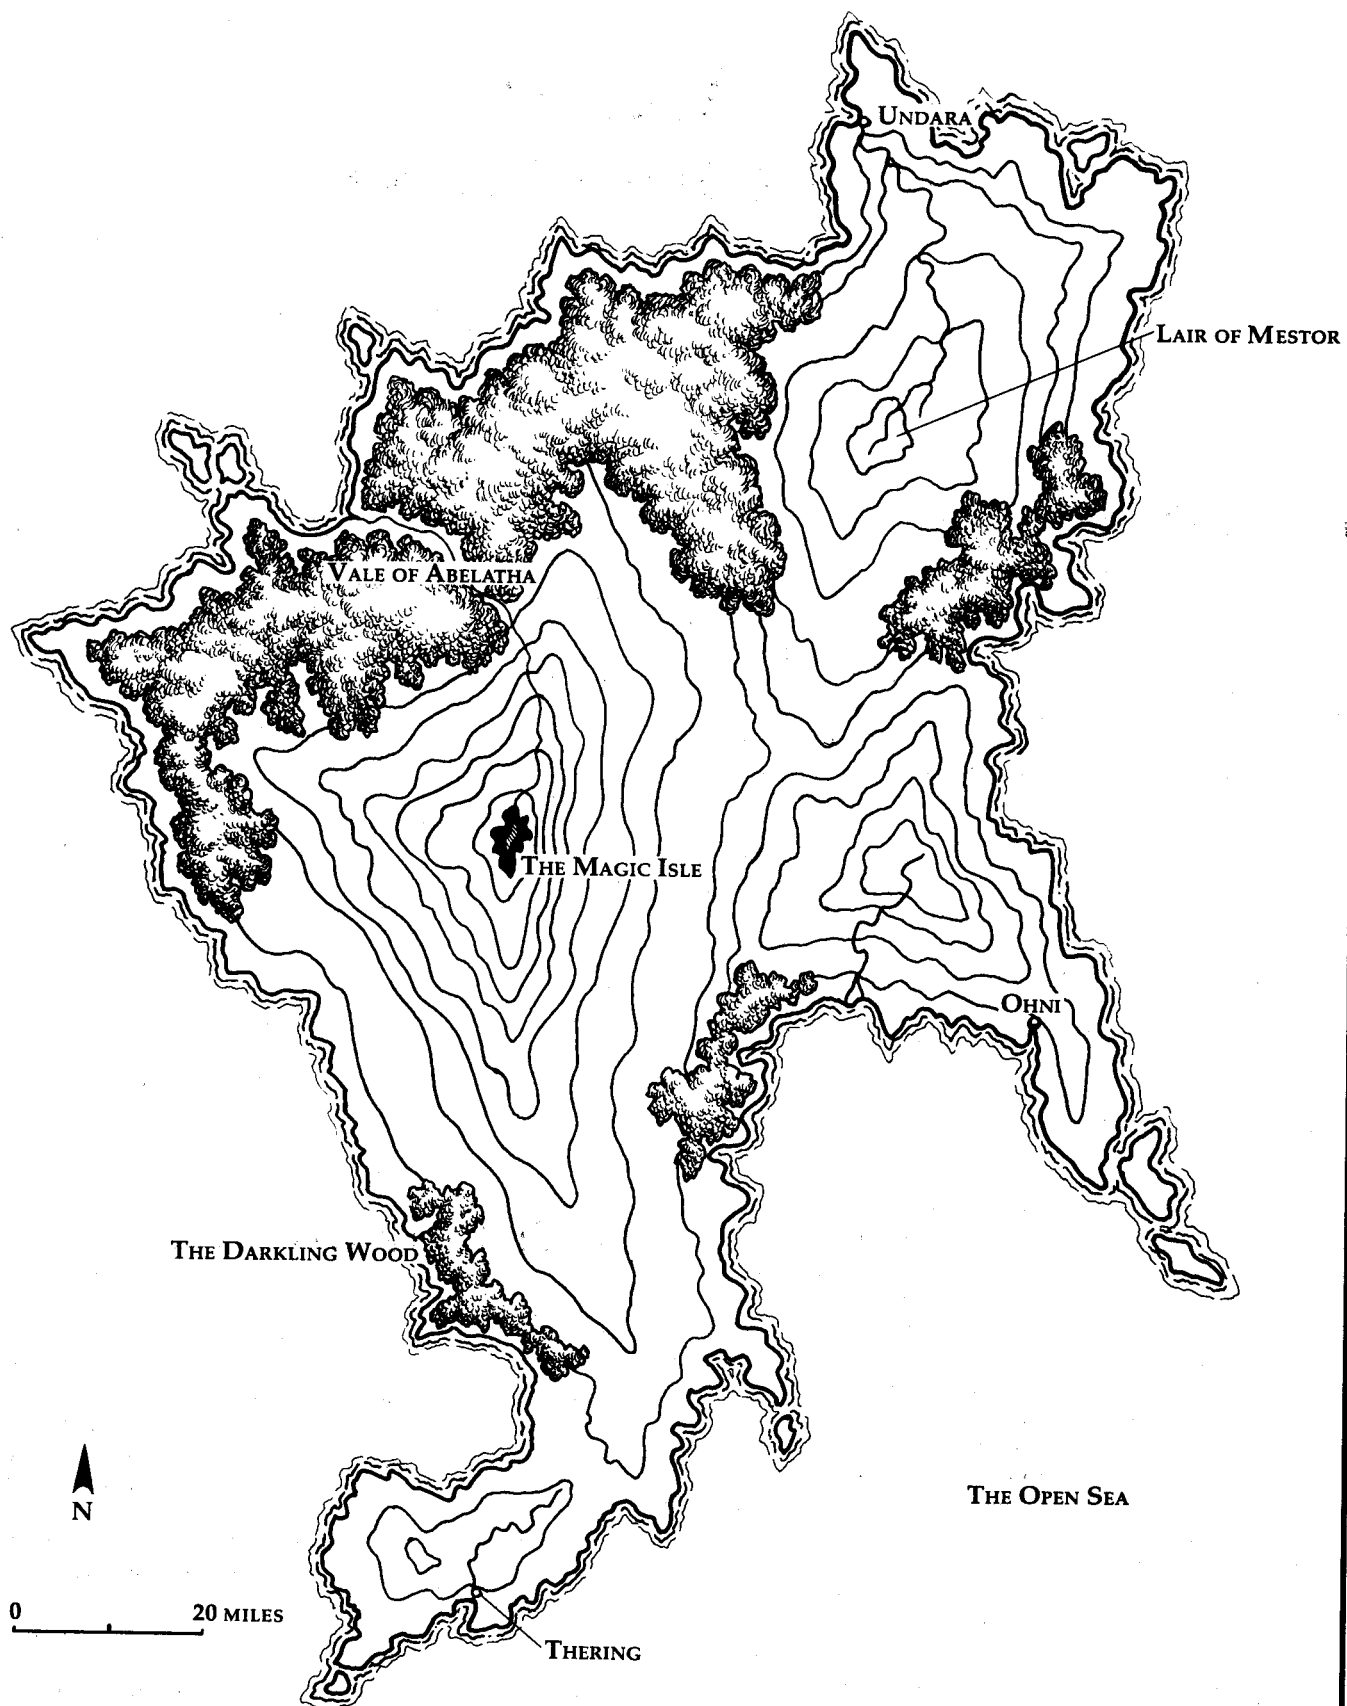 UNDARA
LAIR OF MESTOR
VALE OF ABELATHA
THE MAGIC ISLE
OHNI
THE DARKLING WOOD
THE OPEN SEA
N
0 20 MILES
THERING